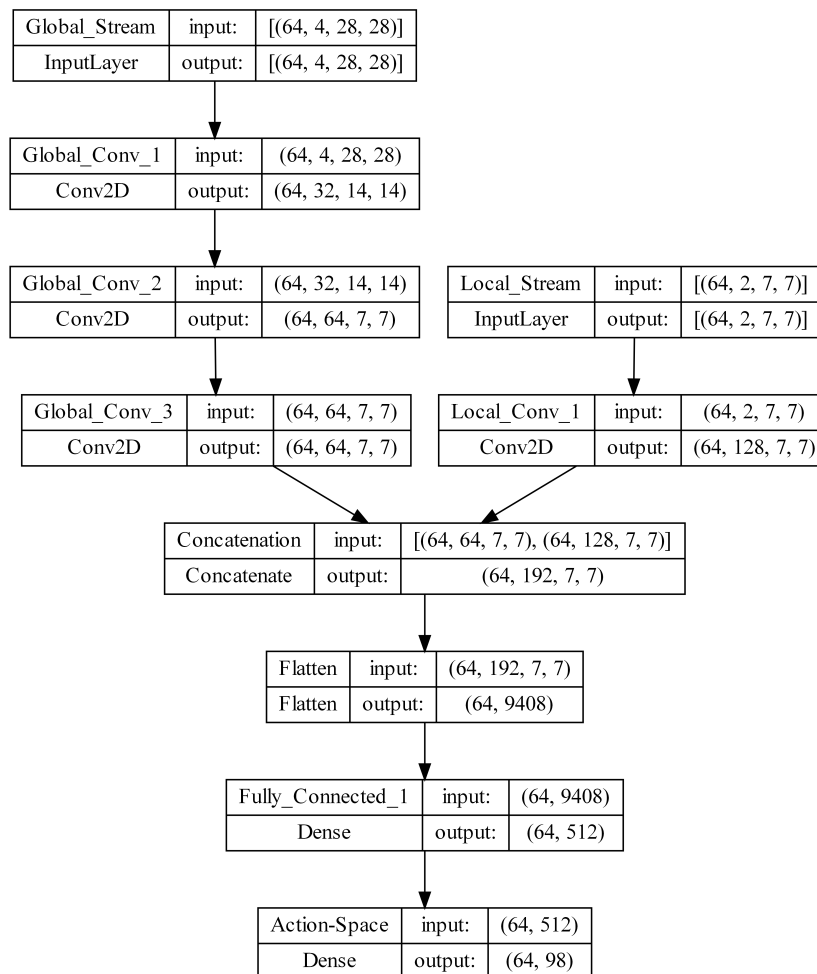 Global_Stream input: [(64, 4, 28, 28)]
InputLayer output: [(64, 4, 28, 28)]
Global_Conv_1 input: (64, 4, 28, 28)
Conv2D output: (64, 32, 14, 14)
Global_Conv_2 input: (64, 32, 14, 14)
Conv2D output: (64, 64, 7, 7)
Local_Stream input: [(64, 2, 7, 7)]
InputLayer output: [(64, 2, 7, 7)]
Global_Conv_3 input: (64, 64, 7, 7)
Conv2D output: (64, 64, 7, 7)
Local_Conv_1 input: (64, 2, 7, 7)
Conv2D output: (64, 128, 7, 7)
Concatenation input: [(64, 64, 7, 7), (64, 128, 7, 7)]
Concatenate output: (64, 192, 7, 7)
Flatten input: (64, 192, 7, 7)
Flatten output: (64, 9408)
Fully_Connected_1 input: (64, 9408)
Dense output: (64, 512)
Action-Space input: (64, 512)
Dense output: (64, 98)